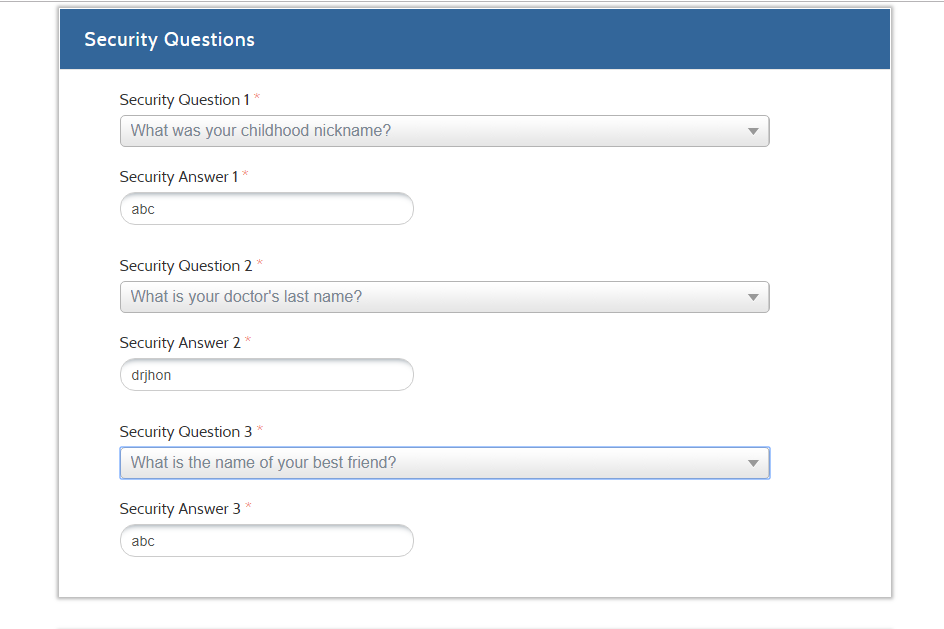 Security Questions
Security Question 1 *
What was your childhood nickname?
Security Answer 1 *
abc
Security Question 2 *
What is your doctor's last name?
Security Answer 2 *
drjhon
Security Question 3 *
What is the name of your best friend?
Security Answer 3 *
abc